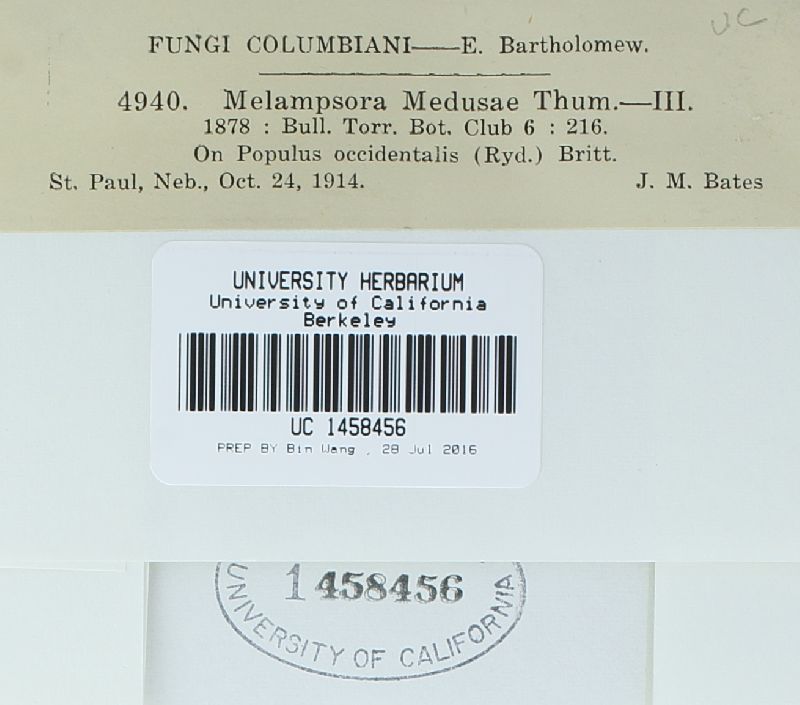 UC
FUNGI COLUMBIANI——E. Bartholomew.
4940. Melampsora Medusae Thum.—III.
1878 : Bull. Torr. Bot. Club 6 : 216.
On Populus occidentalis (Ryd.) Britt.
St. Paul, Neb., Oct. 24, 1914. J. M. Bates
UNIVERSITY HERBARIUM
University of California
Berkeley
UC 1458456
PREP BY Bin Wang , 28 Jul 2016
1458456
UNIVERSITY OF CALIFORNIA